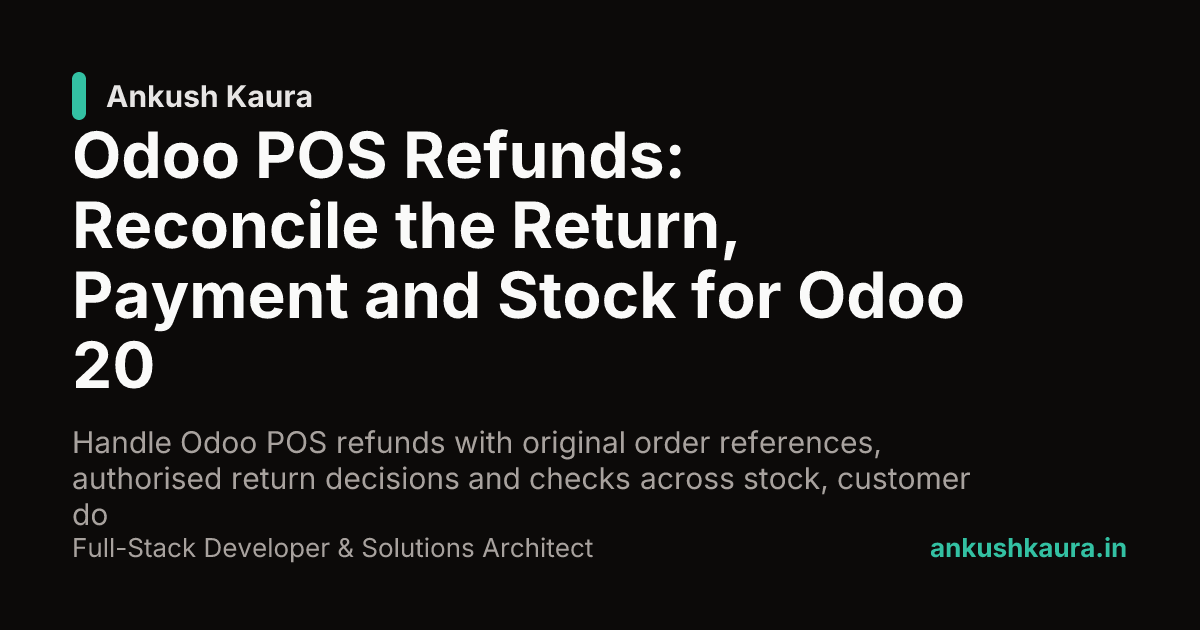 Ankush Kaura
Odoo POS Refunds:
Reconcile the Return,
Payment and Stock for Odoo
20
Handle Odoo POS refunds with original order references,
authorised return decisions and checks across stock, customer
do
Full-Stack Developer & Solutions Architect
ankushkaura.in